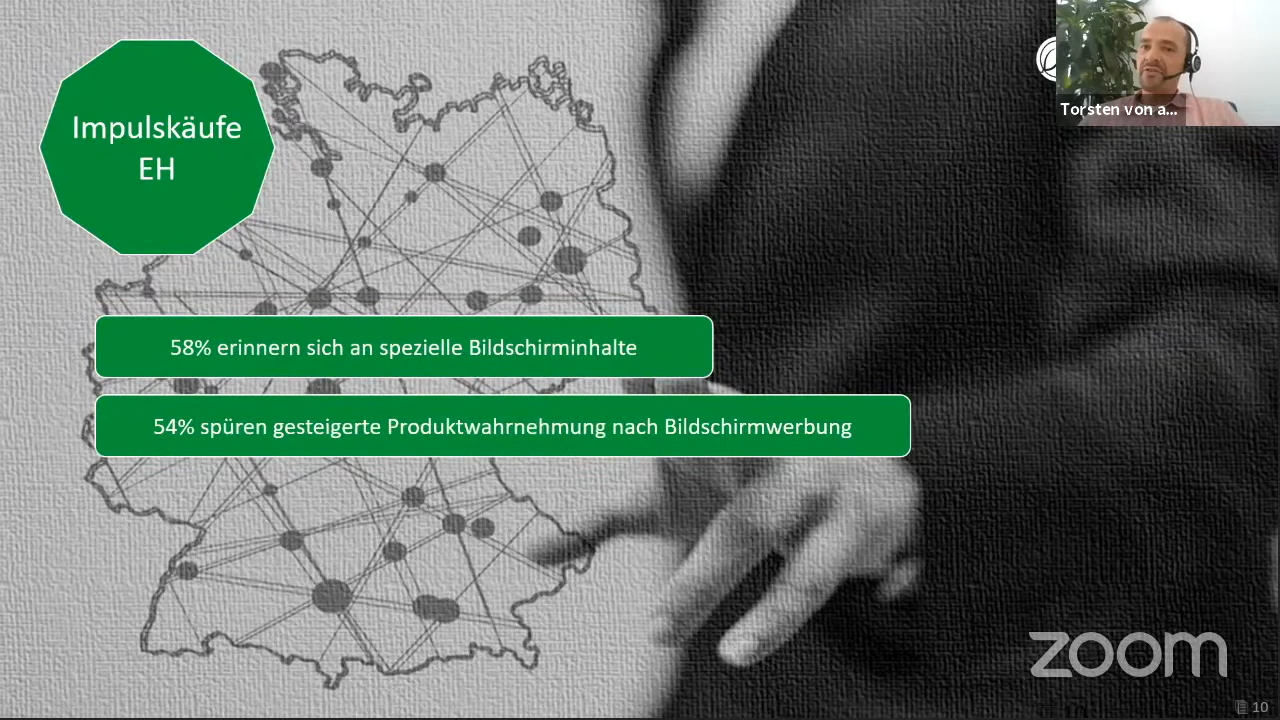 Impulskäufe
EH
Torsten von a...
58% erinnern sich an spezielle Bildschirminhalte
54% spüren gesteigerte Produktwahrnehmung nach Bildschirmwerbung
zoom
10